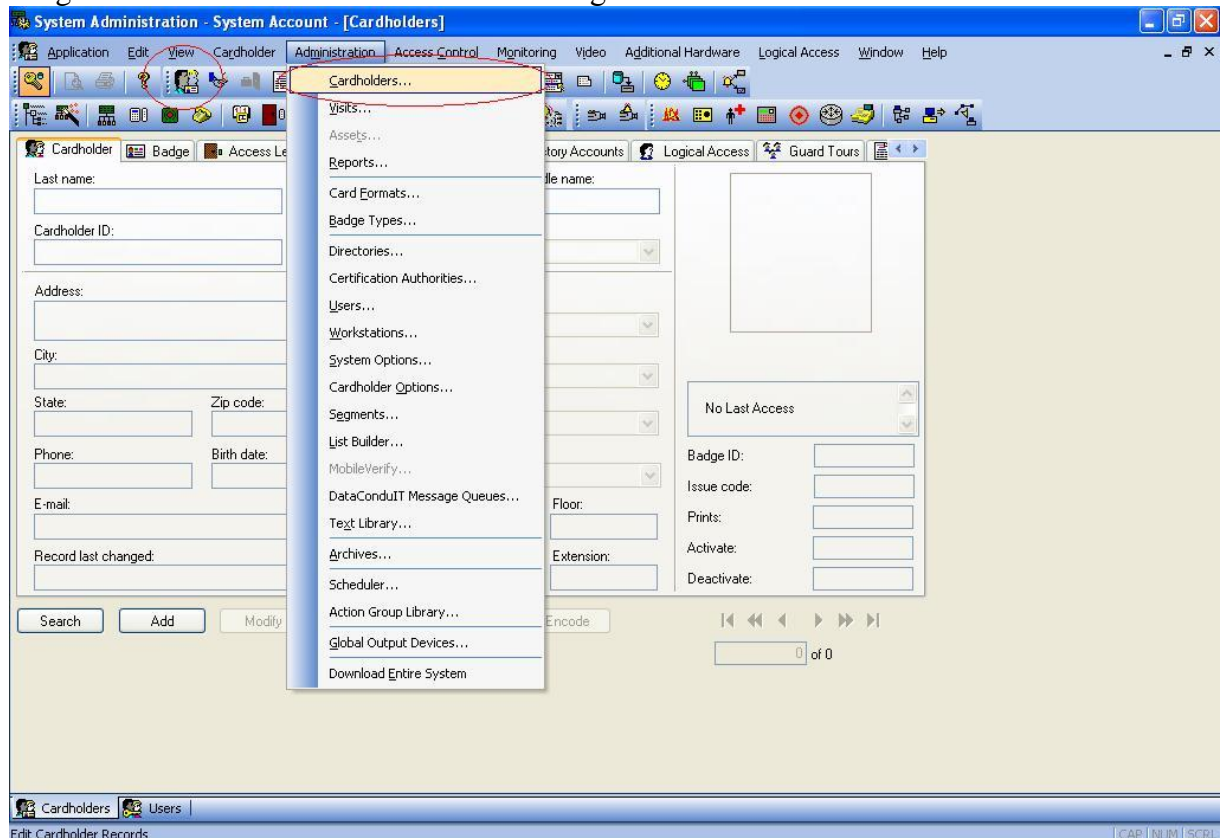 System Administration - System Account - [Cardholders]
Application Edit View Cardholder Administration Access Control Monitoring Video Additional Hardware Logical Access Window Help
Cardholder Badge Access Le
tory Accounts Logical Access Guard Tours
Last name:
dle name:
Cardholder ID:
Address:
City:
State: Zip code:
Phone: Birth date:
E-mail:
Floor:
Record last changed:
Extension:
Cardholders...
Visits...
Assets...
Reports...
Card Formats...
Badge Types...
Directories...
Certification Authorities...
Users...
Workstations...
System Options...
Cardholder Options...
Segments...
List Builder...
MobileVerify...
DataConduIT Message Queues...
Text Library...
Archives...
Scheduler...
Action Group Library...
Global Output Devices...
Download Entire System
No Last Access
Badge ID:
Issue code:
Prints:
Activate:
Deactivate:
Search Add Modify
Encode
0 of 0
Cardholders Users
Edit Cardholder Records
CAP NUM SCRL